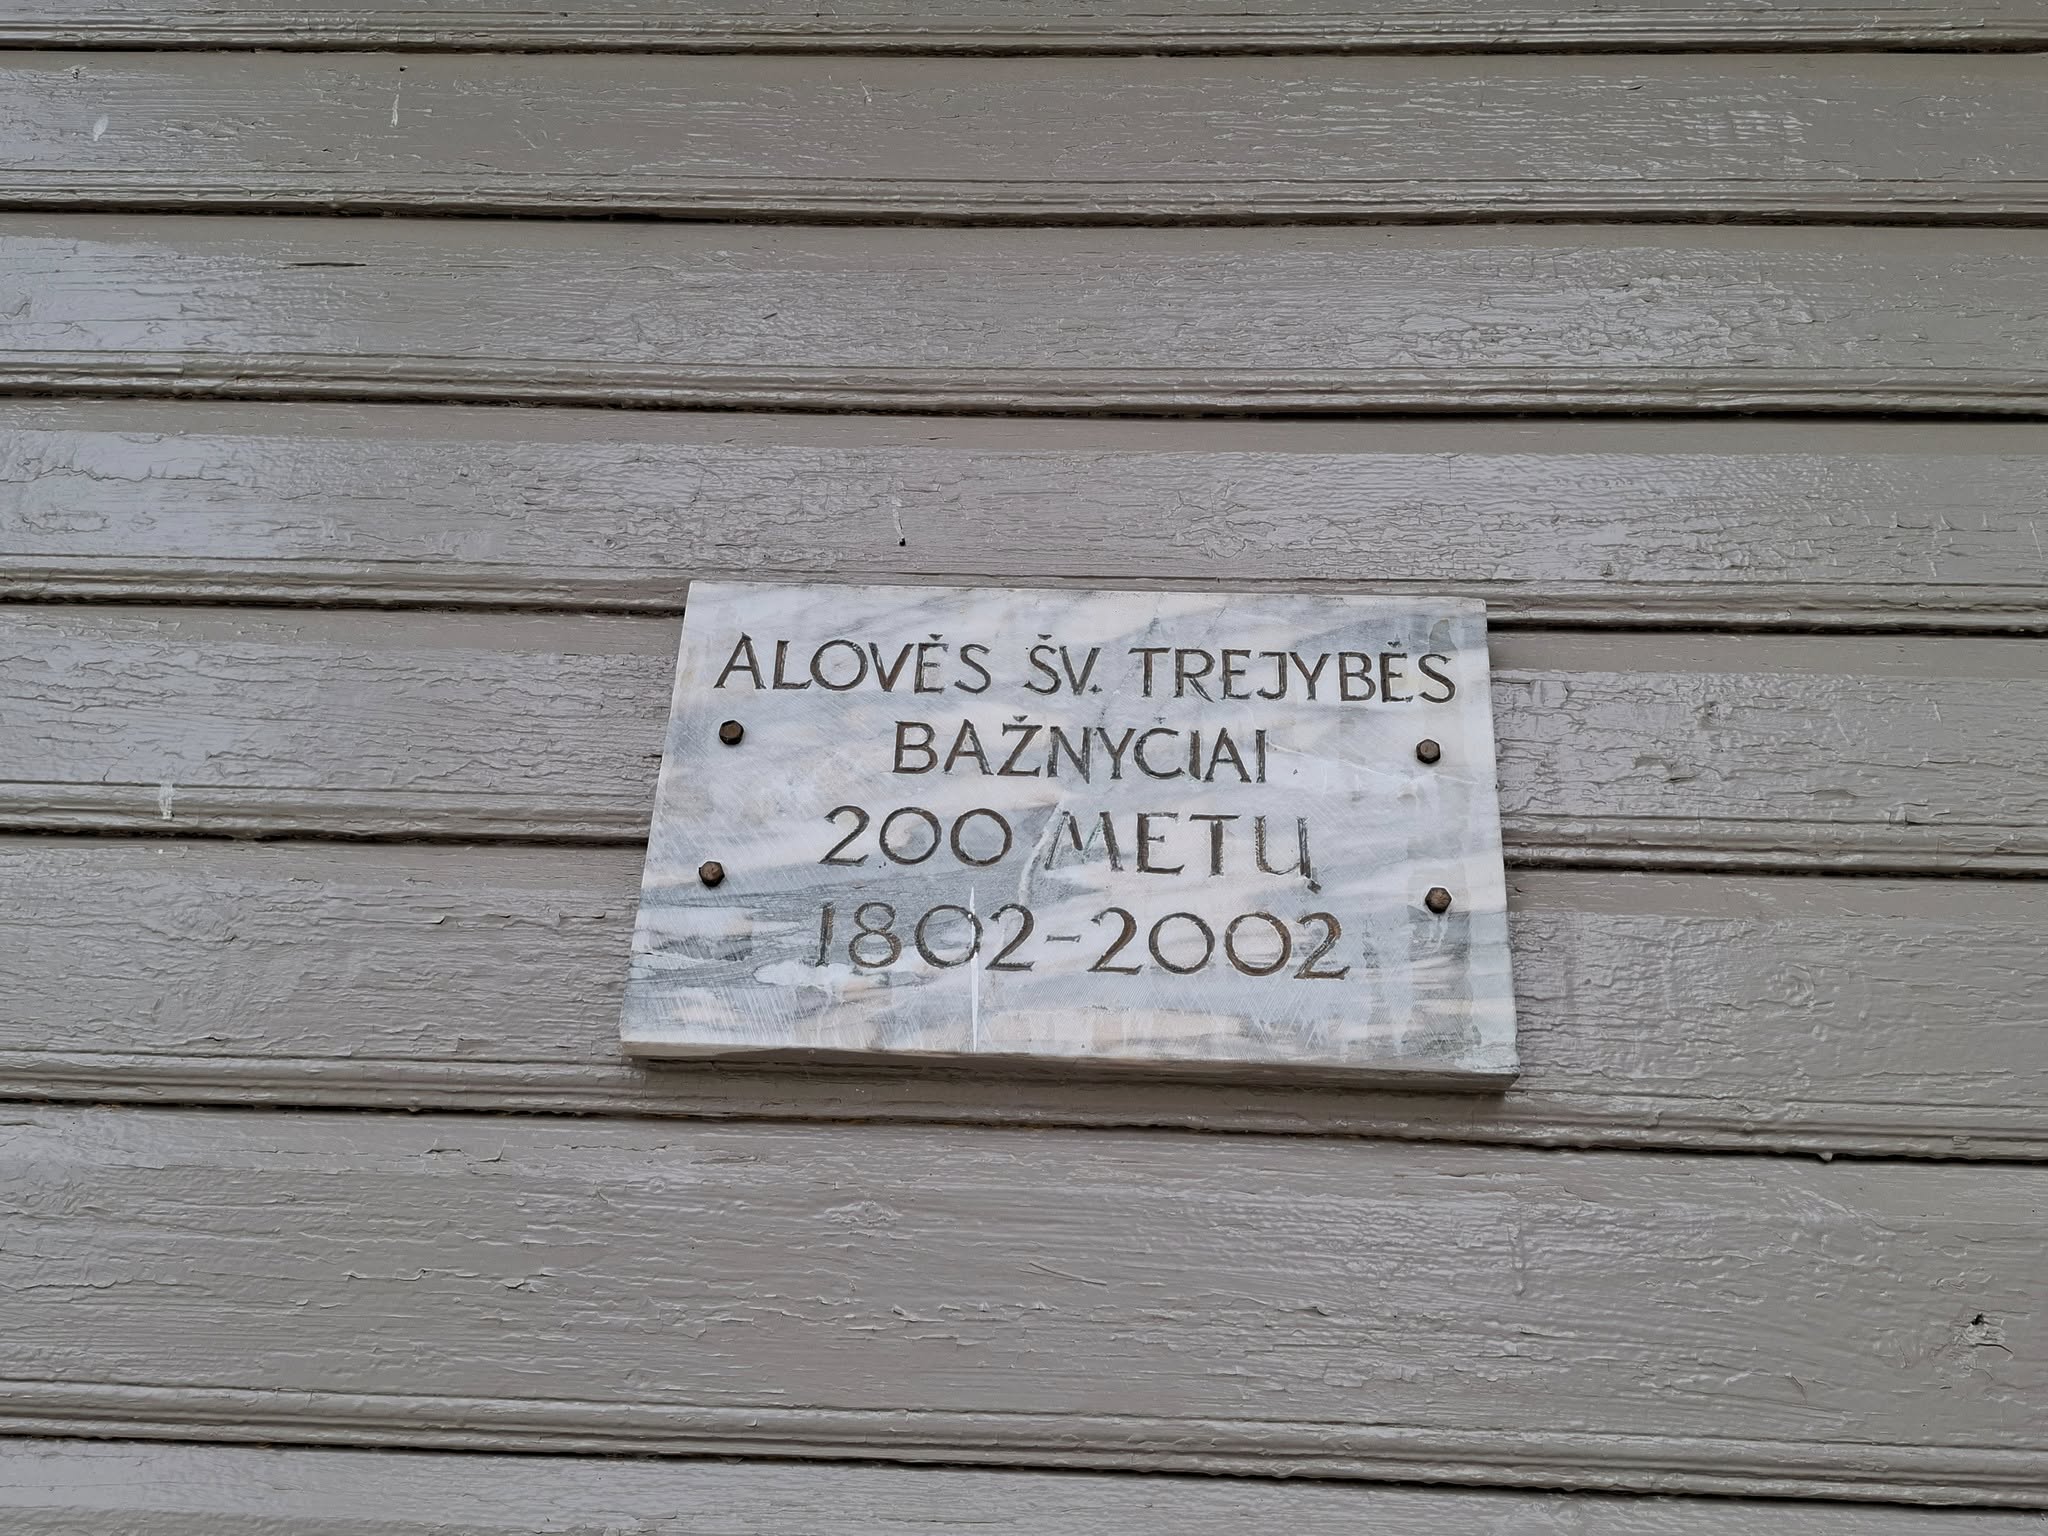 ALOVĖS ŠV. TREJYBĖS
BAŽNYČIAI
200 METŲ
1802-2002